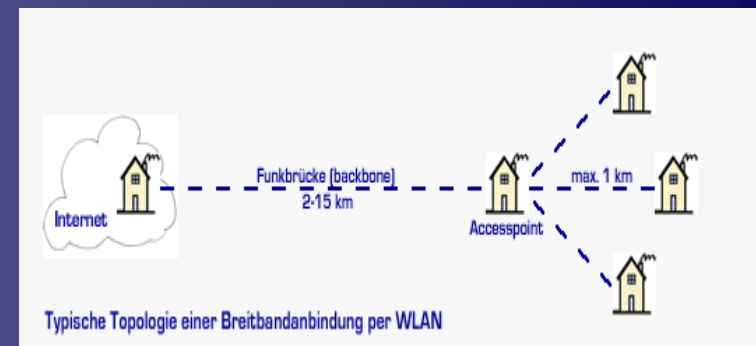 Funkbrücke (backbone)
2-15 km
max. 1 km
Internet
Accesspoint
Typische Topologie einer Breitbandanbindung per WLAN